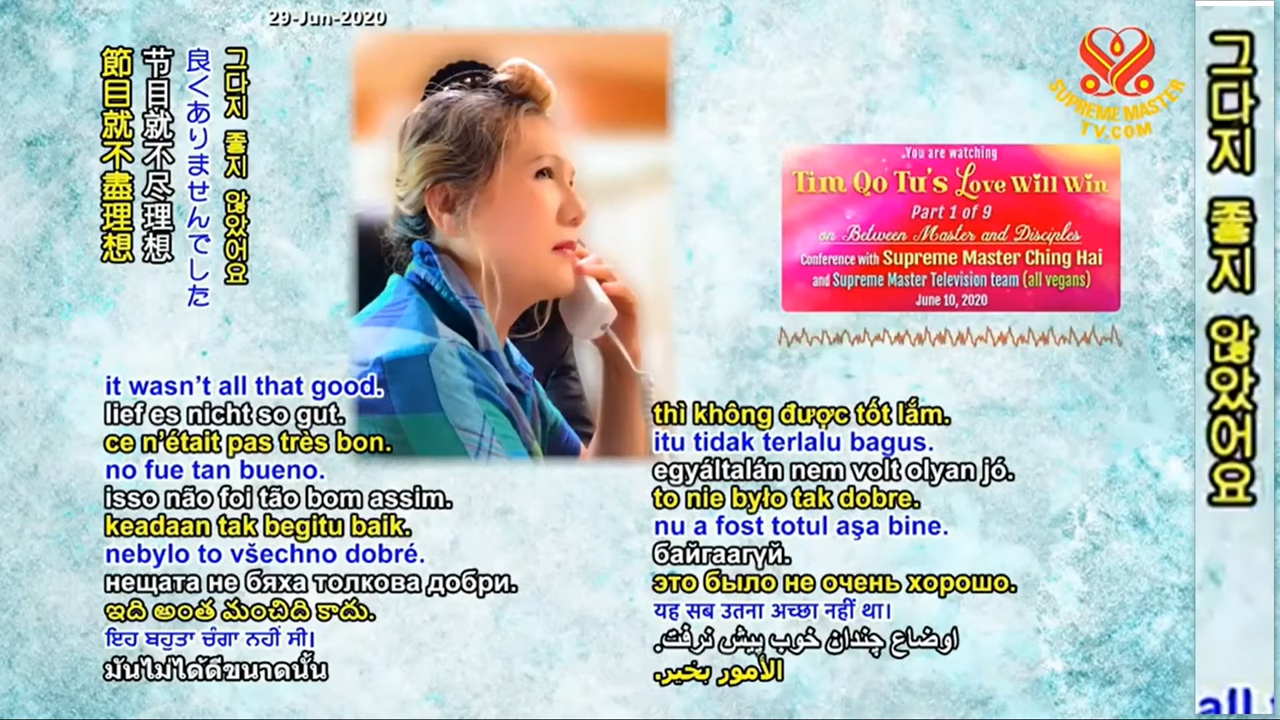 29-Jun-2020
그다지 좋지 않았어요
良くありませんでした
节目就不尽理想
節目就不盡理想
SUPREME MASTER TV.COM
You are watching
Tim Qo Tu's Love Will Win
Part 1 of 9
on Between Master and Disciples
Conference with Supreme Master Ching Hai
and Supreme Master Television team (all vegans)
June 10, 2020
it wasn't all that good.
lief es nicht so gut.
ce n'était pas très bon.
no fue tan bueno.
isso não foi tão bom assim.
keadaan tak begitu baik.
nebylo to všechno dobré.
нещата не бяха толкова добри.
ఇది అంత మంచిది కాదు.
ਇਹ ਬਹੁਤਾ ਚੰਗਾ ਨਹੀਂ ਸੀ।
มันไม่ได้ดีขนาดนั้น
thì không được tốt lắm.
itu tidak terlalu bagus.
egyáltalán nem volt olyan jó.
to nie było tak dobre.
nu a fost totul aşa bine.
байгаагүй.
это было не очень хорошо.
यह सब उतना अच्छा नहीं था।
اوضاع چندان خوب پیش نرفت.
الأمور بخير.
그다지 좋지 않았어요
all